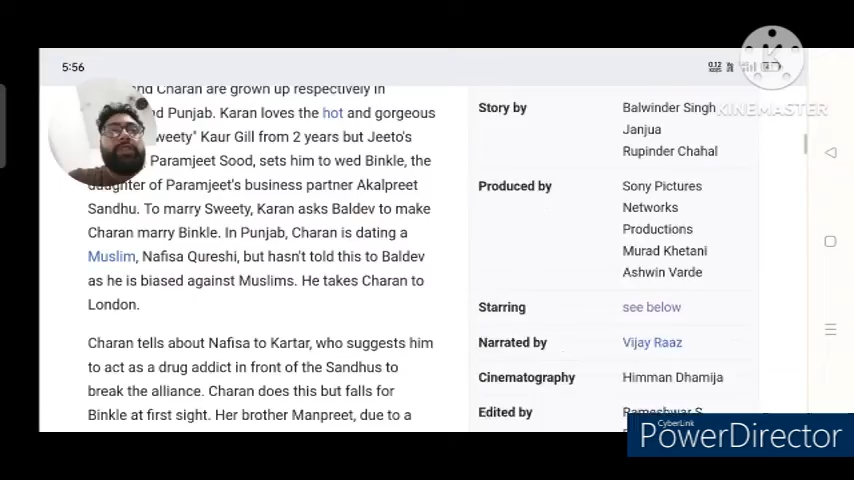 5:56
KINEMASTER
and Charan are grown up respectively in
nd Punjab. Karan loves the hot and gorgeous
weety" Kaur Gill from 2 years but Jeeto's
Paramjeet Sood, sets him to wed Binkle, the
daughter of Paramjeet's business partner Akalpreet
Sandhu. To marry Sweety, Karan asks Baldev to make
Charan marry Binkle. In Punjab, Charan is dating a
Muslim, Nafisa Qureshi, but hasn't told this to Baldev
as he is biased against Muslims. He takes Charan to
London.
Charan tells about Nafisa to Kartar, who suggests him
to act as a drug addict in front of the Sandhus to
break the alliance. Charan does this but falls for
Binkle at first sight. Her brother Manpreet, due to a
Story by
Balwinder Singh
Janjua
Rupinder Chahal
Produced by
Sony Pictures
Networks
Productions
Murad Khetani
Ashwin Varde
Starring
see below
Narrated by
Vijay Raaz
Cinematography
Himman Dhamija
Edited by
Rameshwar S.
CyberLink
PowerDirector